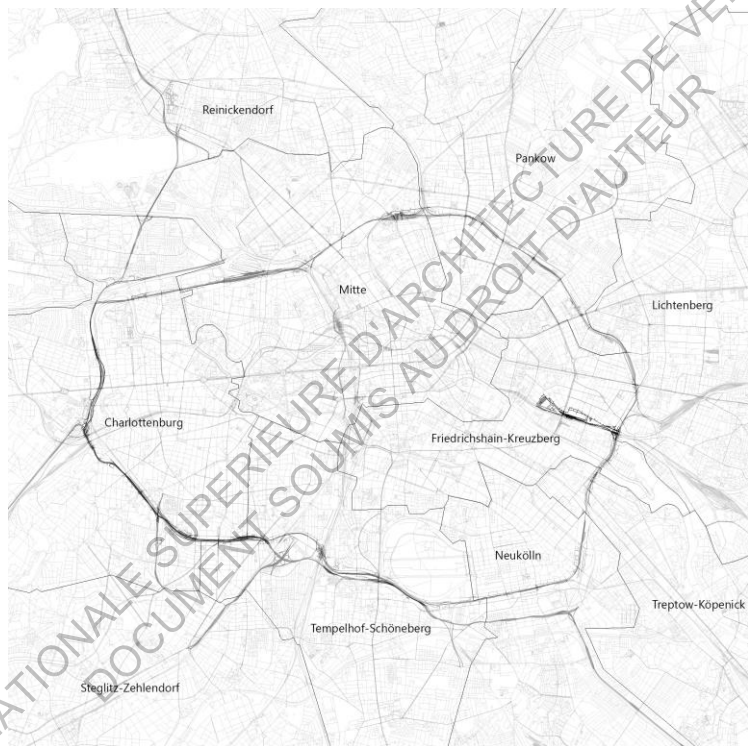 Reinickendorf
Pankow
Mitte
Lichtenberg
Charlottenburg
Friedrichshain-Kreuzberg
Neukölln
Treptow-Köpenick
Tempelhof-Schöneberg
Steglitz-Zehlendorf
NATIONALE SUPERIEURE D'ARCHITECTURE DE VE
DOCUMENT SOUMIS AU DROIT D'AUTEUR